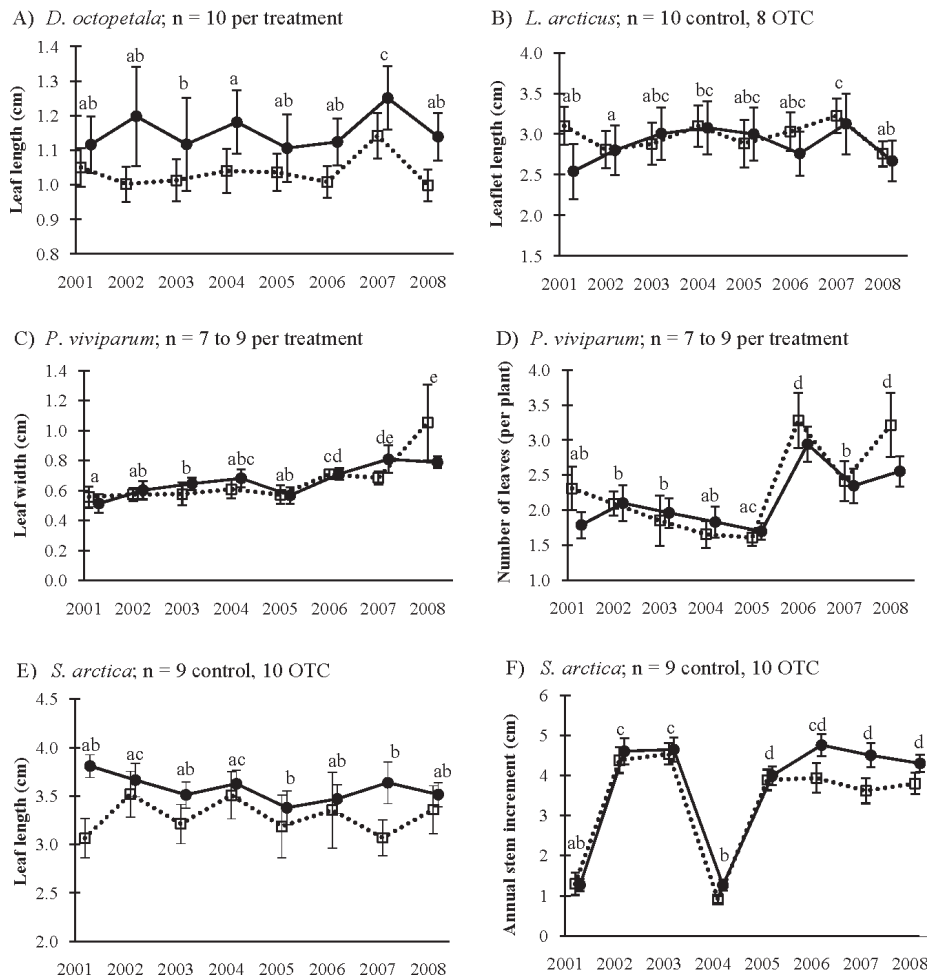 A) D. octopetala; n = 10 per treatment
Leaf length (cm)
1.4
1.3
1.2
1.1
1.0
0.9
0.8
ab
ab
b
a
ab
ab
c
ab
2001 2002 2003 2004 2005 2006 2007 2008
B) L. arcticus; n = 10 control, 8 OTC
Leaflet length (cm)
4.0
3.5
3.0
2.5
2.0
1.5
ab
a
abc
bc
abc
abc
c
ab
2001 2002 2003 2004 2005 2006 2007 2008
C) P. viviparum; n = 7 to 9 per treatment
Leaf width (cm)
1.4
1.2
1.0
0.8
0.6
0.4
0.2
0.0
a
ab
b
abc
ab
cd
de
e
2001 2002 2003 2004 2005 2006 2007 2008
D) P. viviparum; n = 7 to 9 per treatment
Number of leaves (per plant)
4.0
3.5
3.0
2.5
2.0
1.5
1.0
ab
b
b
ab
ac
d
b
d
2001 2002 2003 2004 2005 2006 2007 2008
E) S. arctica; n = 9 control, 10 OTC
Leaf length (cm)
4.5
4.0
3.5
3.0
2.5
2.0
ab
ac
ab
ac
b
ab
b
ab
2001 2002 2003 2004 2005 2006 2007 2008
F) S. arctica; n = 9 control, 10 OTC
Annual stem increment (cm)
6
5
4
3
2
1
0
ab
c
c
b
d
cd
d
d
2001 2002 2003 2004 2005 2006 2007 2008